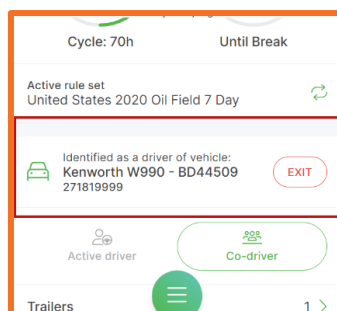 Cycle: 70h
Until Break
Active rule set
United States 2020 Oil Field 7 Day
Identified as a driver of vehicle:
Kenworth W990 - BD44509
271819999
EXIT
Active driver
Co-driver
Trailers
1